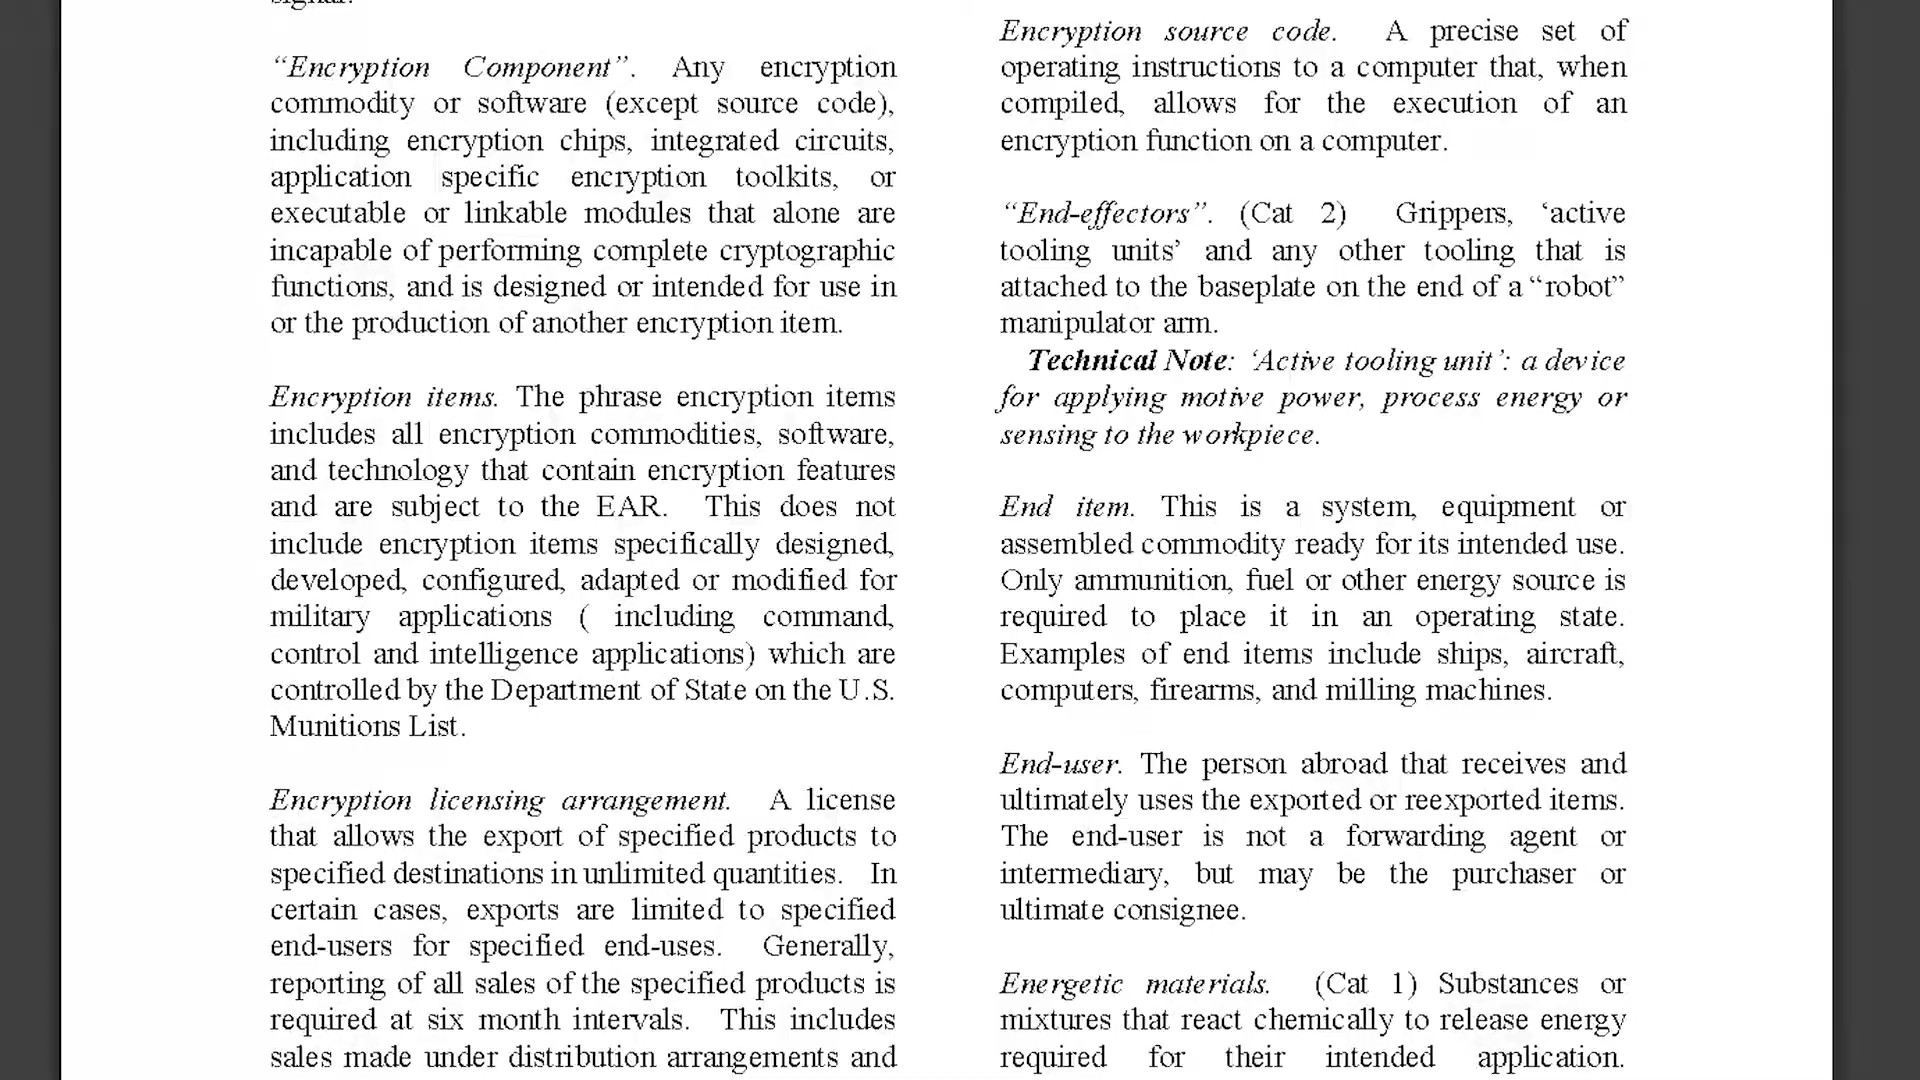 signal.
“Encryption Component”. Any encryption
commodity or software (except source code),
including encryption chips, integrated circuits,
application specific encryption toolkits, or
executable or linkable modules that alone are
incapable of performing complete cryptographic
functions, and is designed or intended for use in
or the production of another encryption item.
Encryption items. The phrase encryption items
includes all encryption commodities, software,
and technology that contain encryption features
and are subject to the EAR. This does not
include encryption items specifically designed,
developed, configured, adapted or modified for
military applications ( including command,
control and intelligence applications) which are
controlled by the Department of State on the U.S.
Munitions List.
Encryption licensing arrangement. A license
that allows the export of specified products to
specified destinations in unlimited quantities. In
certain cases, exports are limited to specified
end-users for specified end-uses. Generally,
reporting of all sales of the specified products is
required at six month intervals. This includes
sales made under distribution arrangements and
Encryption source code. A precise set of
operating instructions to a computer that, when
compiled, allows for the execution of an
encryption function on a computer.
“End-effectors”. (Cat 2) Grippers, ‘active
tooling units’ and any other tooling that is
attached to the baseplate on the end of a “robot”
manipulator arm.
Technical Note: ‘Active tooling unit’: a device
for applying motive power, process energy or
sensing to the workpiece.
End item. This is a system, equipment or
assembled commodity ready for its intended use.
Only ammunition, fuel or other energy source is
required to place it in an operating state.
Examples of end items include ships, aircraft,
computers, firearms, and milling machines.
End-user. The person abroad that receives and
ultimately uses the exported or reexported items.
The end-user is not a forwarding agent or
intermediary, but may be the purchaser or
ultimate consignee.
Energetic materials. (Cat 1) Substances or
mixtures that react chemically to release energy
required for their intended application.